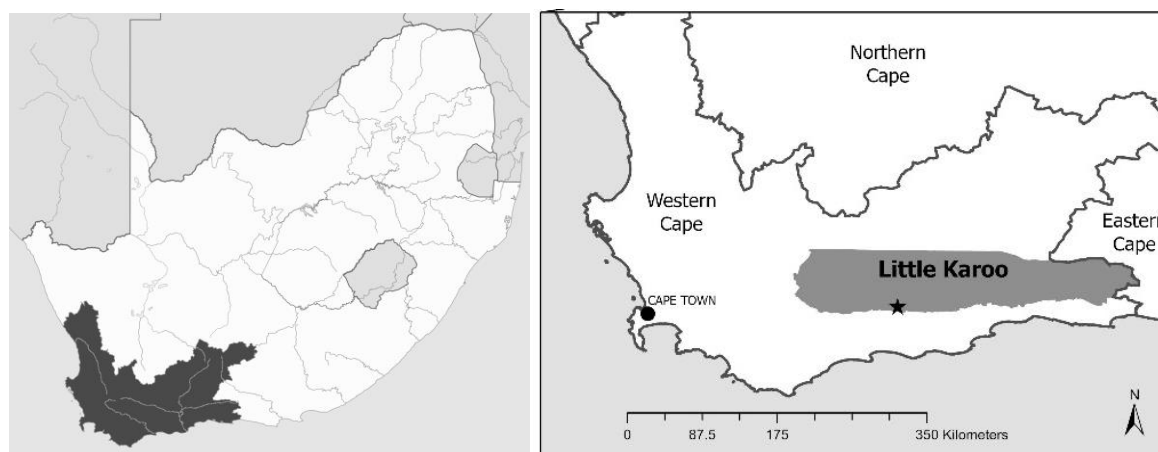 Northern
Cape
Western
Cape
Eastern
Cape
Little Karoo
CAPE TOWN
N
0 87.5 175 350 Kilometers